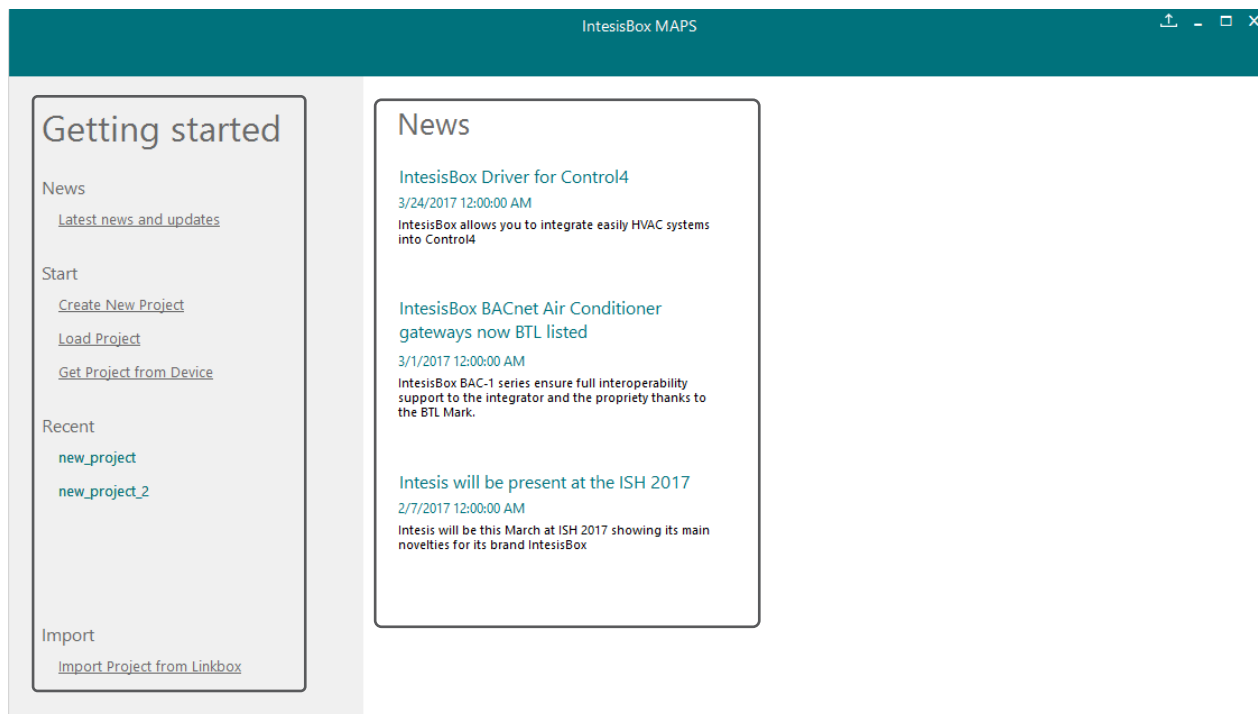 IntesisBox MAPS
Getting started
News
Latest news and updates
Start
Create New Project
Load Project
Get Project from Device
Recent
new_project
new_project_2
Import
Import Project from Linkbox
News
IntesisBox Driver for Control4
3/24/2017 12:00:00 AM
IntesisBox allows you to integrate easily HVAC systems
into Control4
IntesisBox BACnet Air Conditioner
gateways now BTL listed
3/1/2017 12:00:00 AM
IntesisBox BAC-1 series ensure full interoperability
support to the integrator and the propriety thanks to
the BTL Mark.
Intesis will be present at the ISH 2017
2/7/2017 12:00:00 AM
Intesis will be this March at ISH 2017 showing its main
novelties for its brand IntesisBox